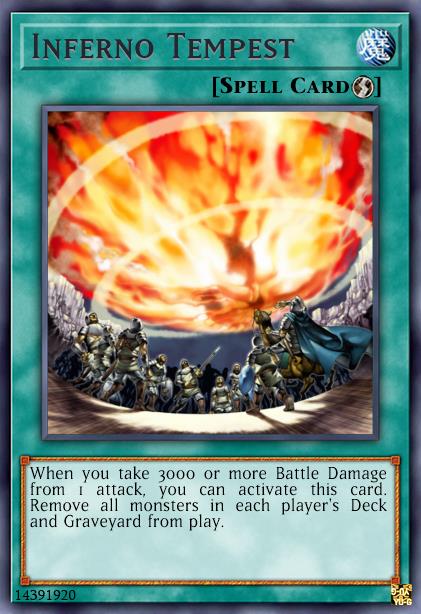 Inferno Tempest
魔
[Spell Card]
When you take 3000 or more Battle Damage
from 1 attack, you can activate this card.
Remove all monsters in each player's Deck
and Graveyard from play.
14391920